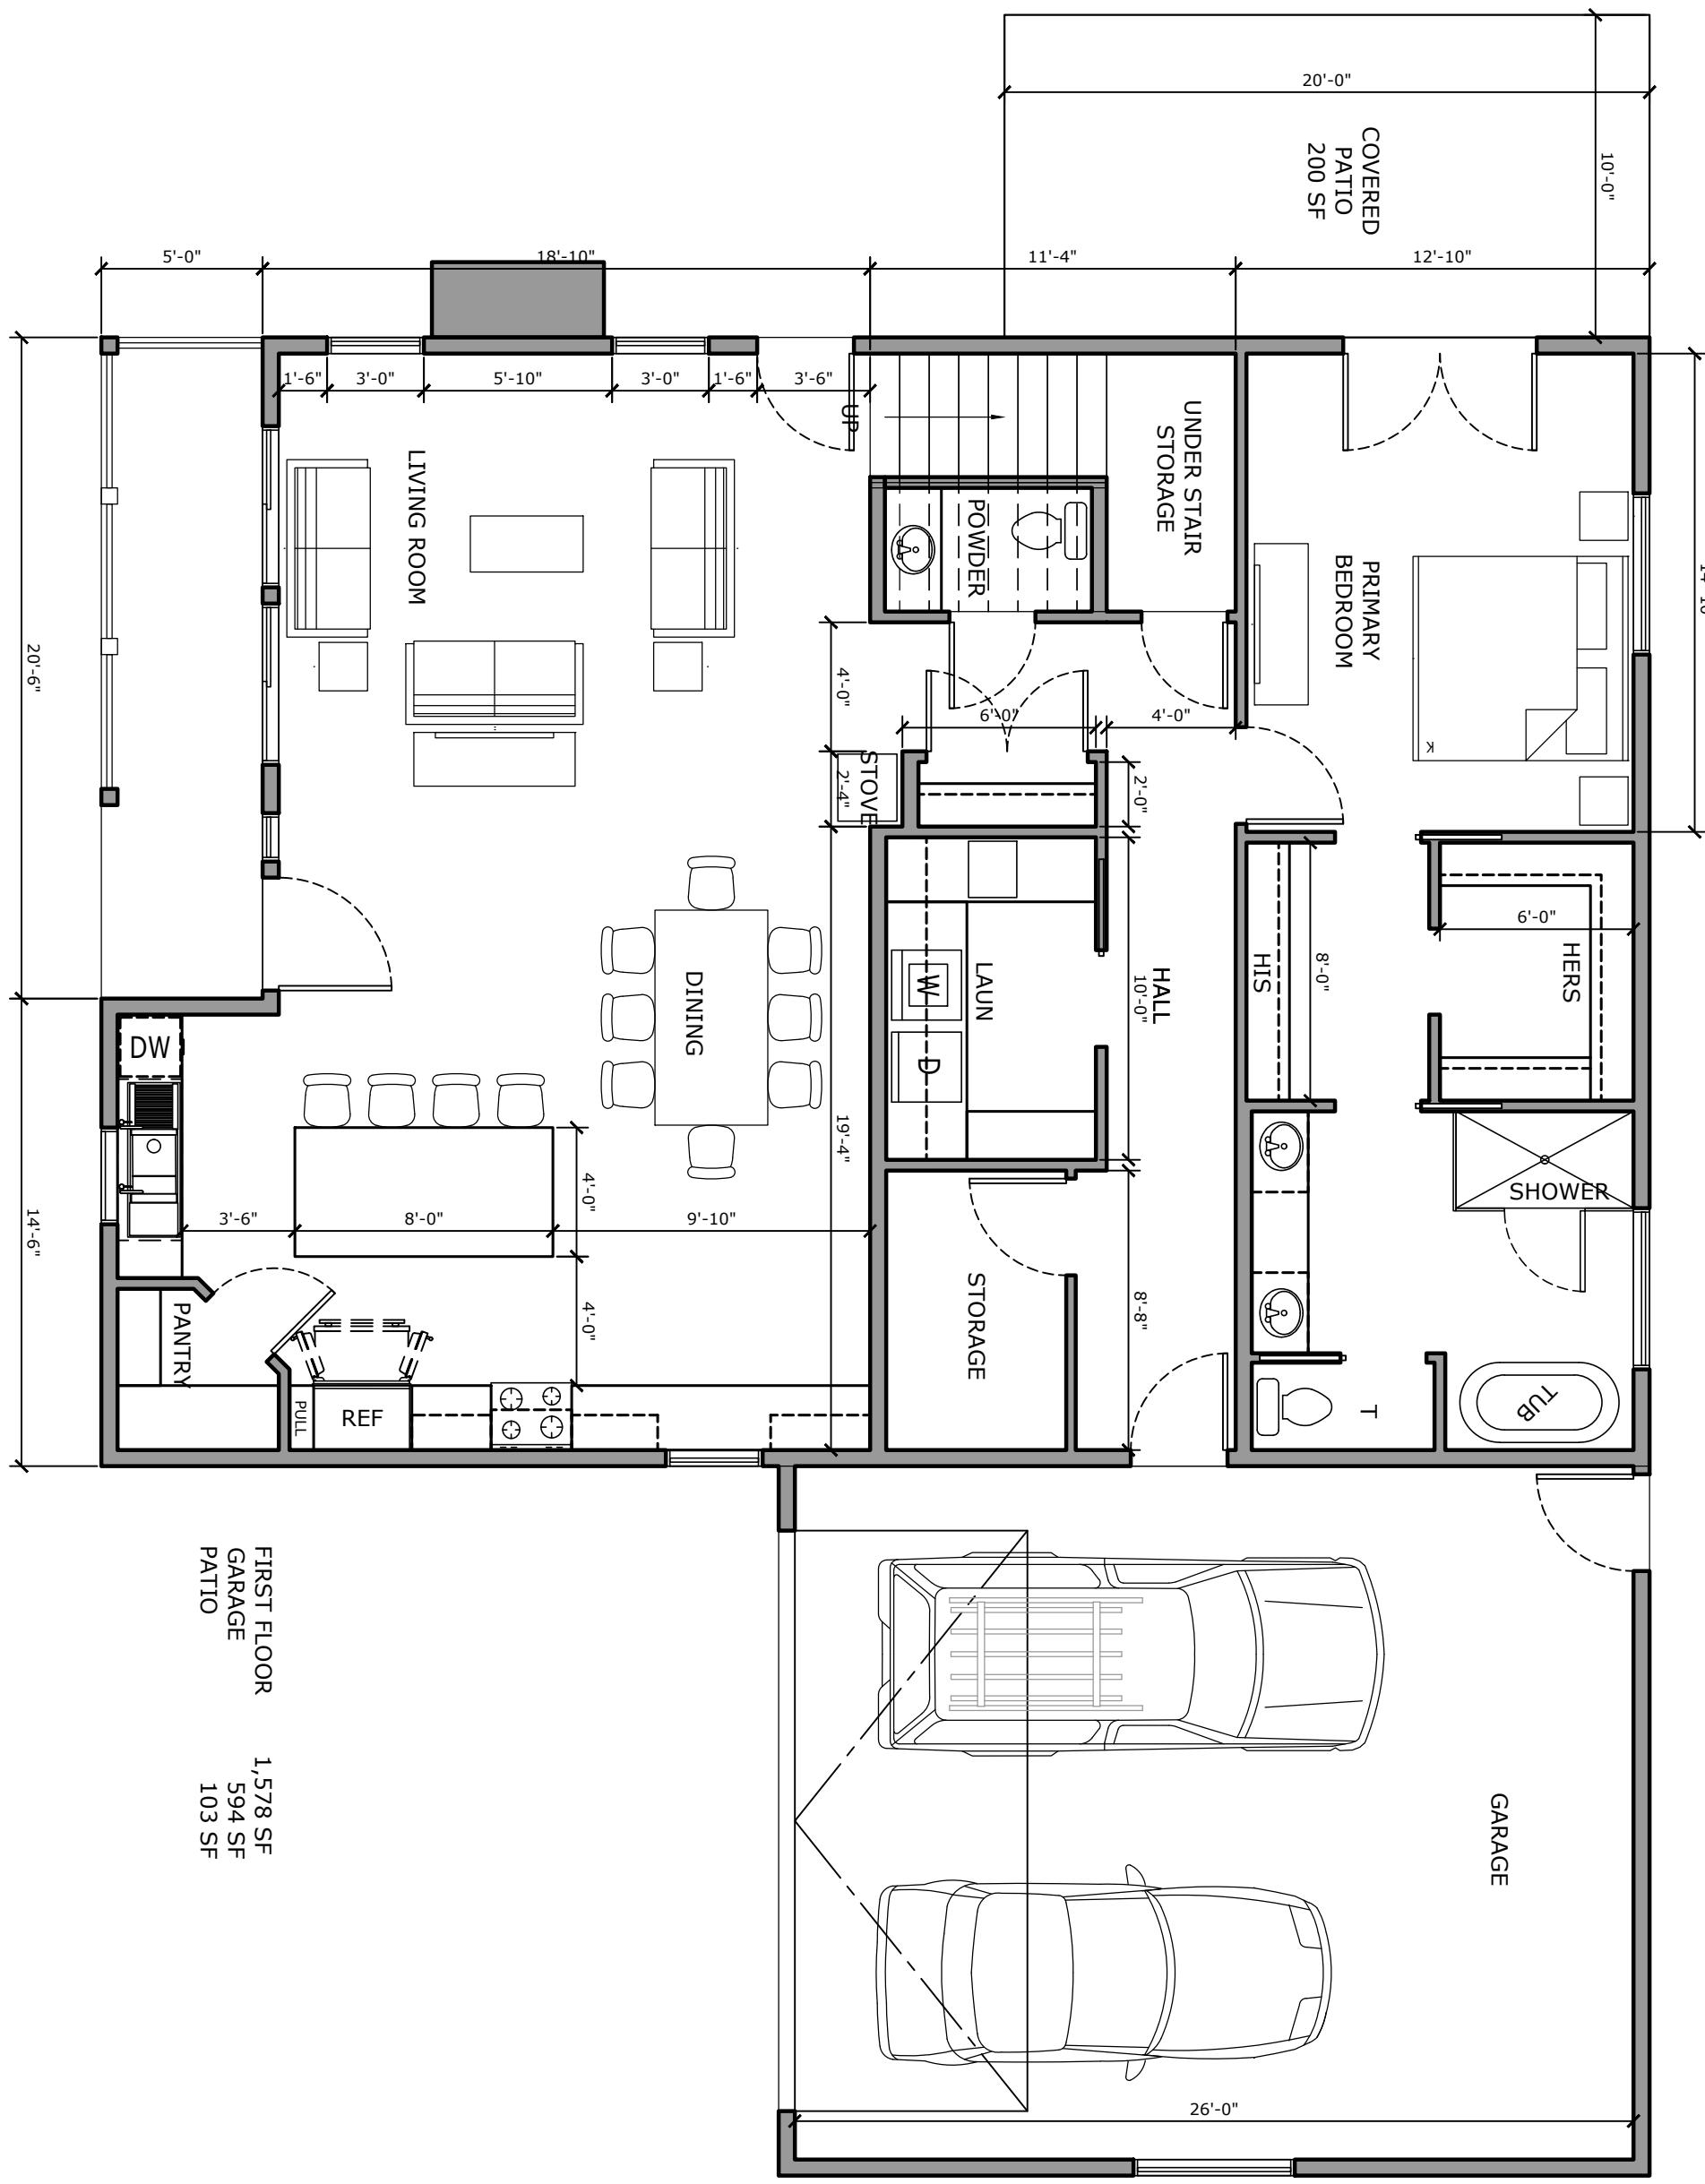 20'-0"
10'-0"
COVERED
PATIO
200 SF
5'-0"
18'-10"
11'-4"
12'-10"
1'-6"
3'-0"
5'-10"
3'-0"
1'-6"
3'-6"
UP
UNDER STAIR
STORAGE
POWDER
LIVING ROOM
PRIMARY
BEDROOM
K
14'-10"
20'-6"
4'-0"
6'-0"
4'-0"
STOVE
2'-4"
2'-0"
HALL
10'-0"
LAUN
W
D
HIS
8'-0"
HERS
6'-0"
DINING
DW
19'-4"
4'-0"
3'-6"
8'-0"
9'-10"
4'-0"
14'-6"
SHOWER
STORAGE
8'-8"
PANTRY
PULL
REF
T
TUB
FIRST FLOOR 1,578 SF
GARAGE 594 SF
PATIO 103 SF
GARAGE
26'-0"